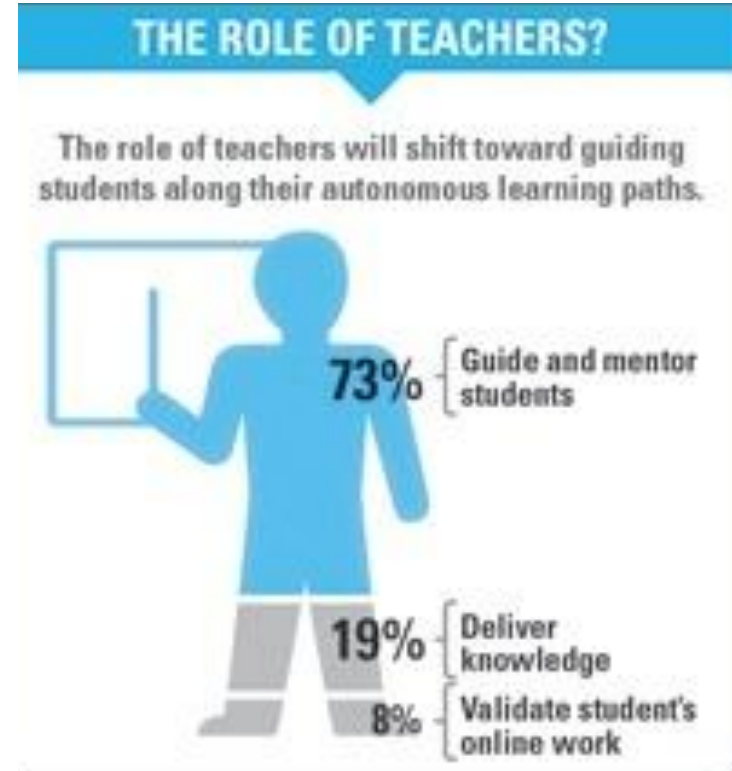 THE ROLE OF TEACHERS?
The role of teachers will shift toward guiding
students along their autonomous learning paths.
73%
Guide and mentor
students
19%
Deliver
knowledge
8%
Validate student's
online work